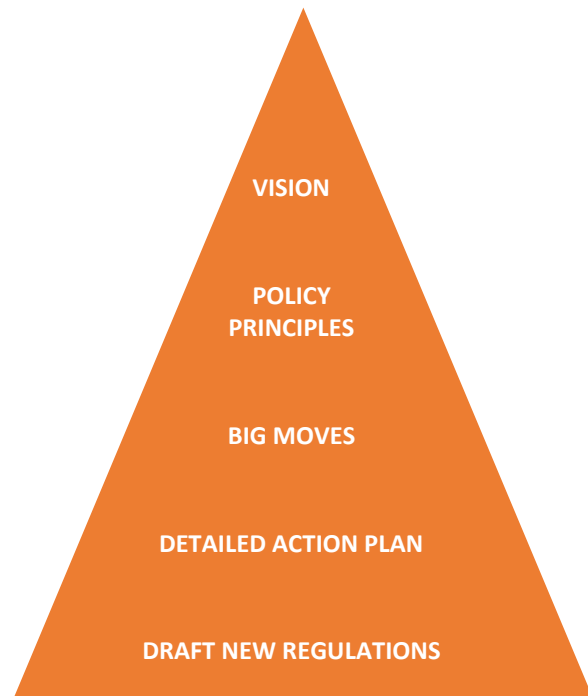 VISION
POLICY
PRINCIPLES
BIG MOVES
DETAILED ACTION PLAN
DRAFT NEW REGULATIONS